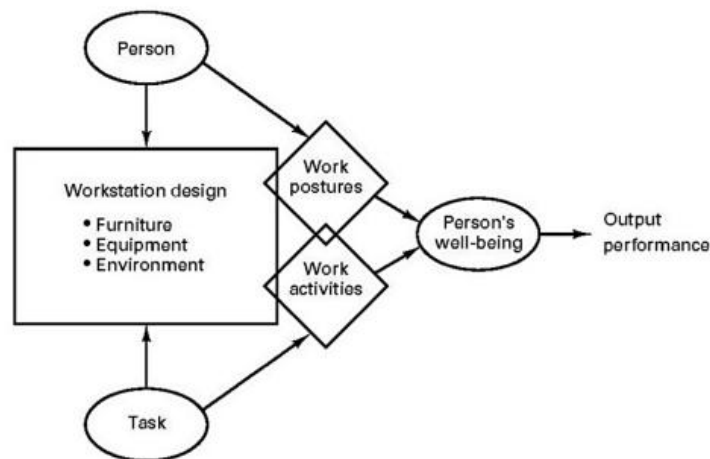 Person
Workstation design
• Furniture
• Equipment
• Environment
Work
postures
Work
activities
Person's
well-being
Output
performance
Task